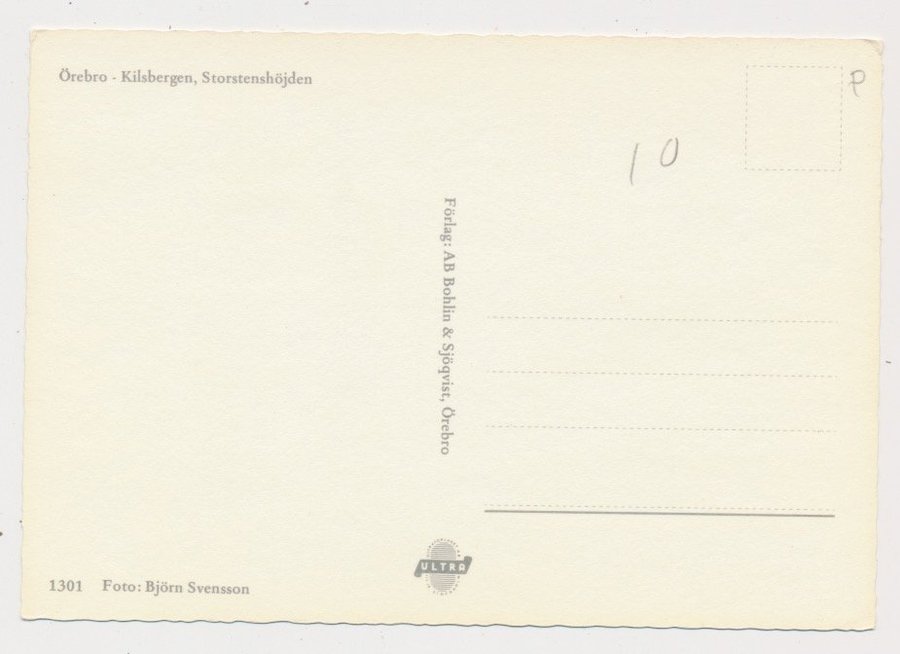 Örebro - Kilsbergen, Storstenshöjden
P
10
Förlag: AB Bohlin & Sjöqvist, Örebro
ULTRA
1301 Foto: Björn Svensson